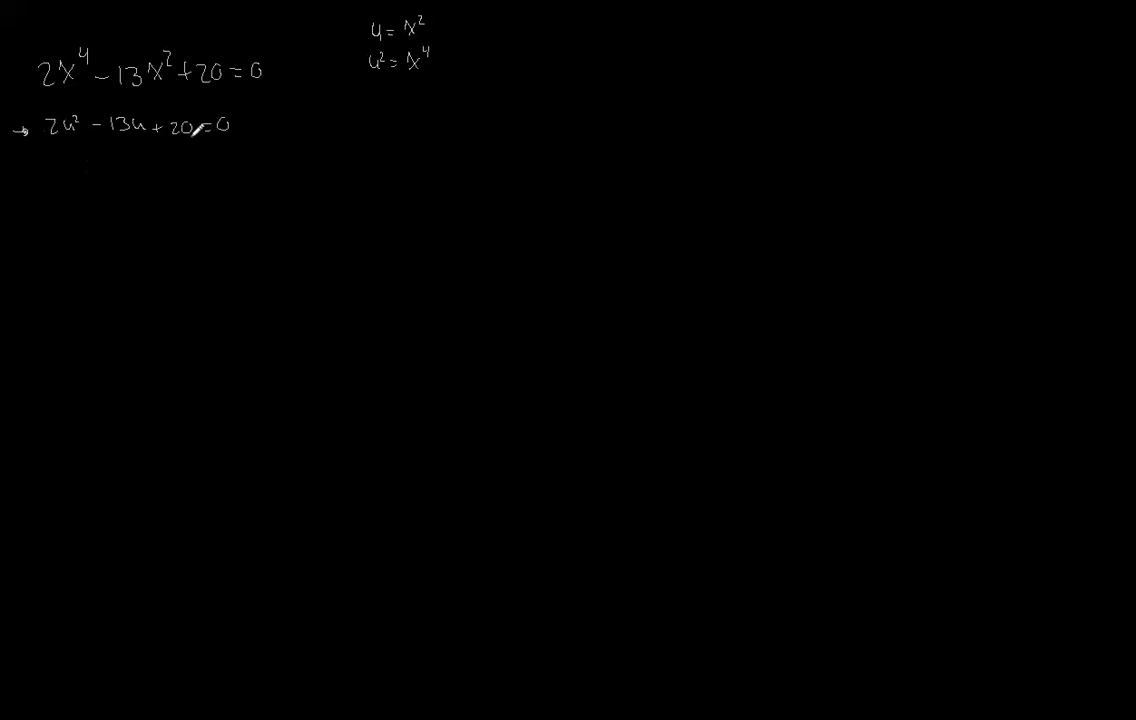 2x⁴ - 13x² + 20 = 0
→ 2u² - 13u + 20 = 0
u = x²
u² = x⁴